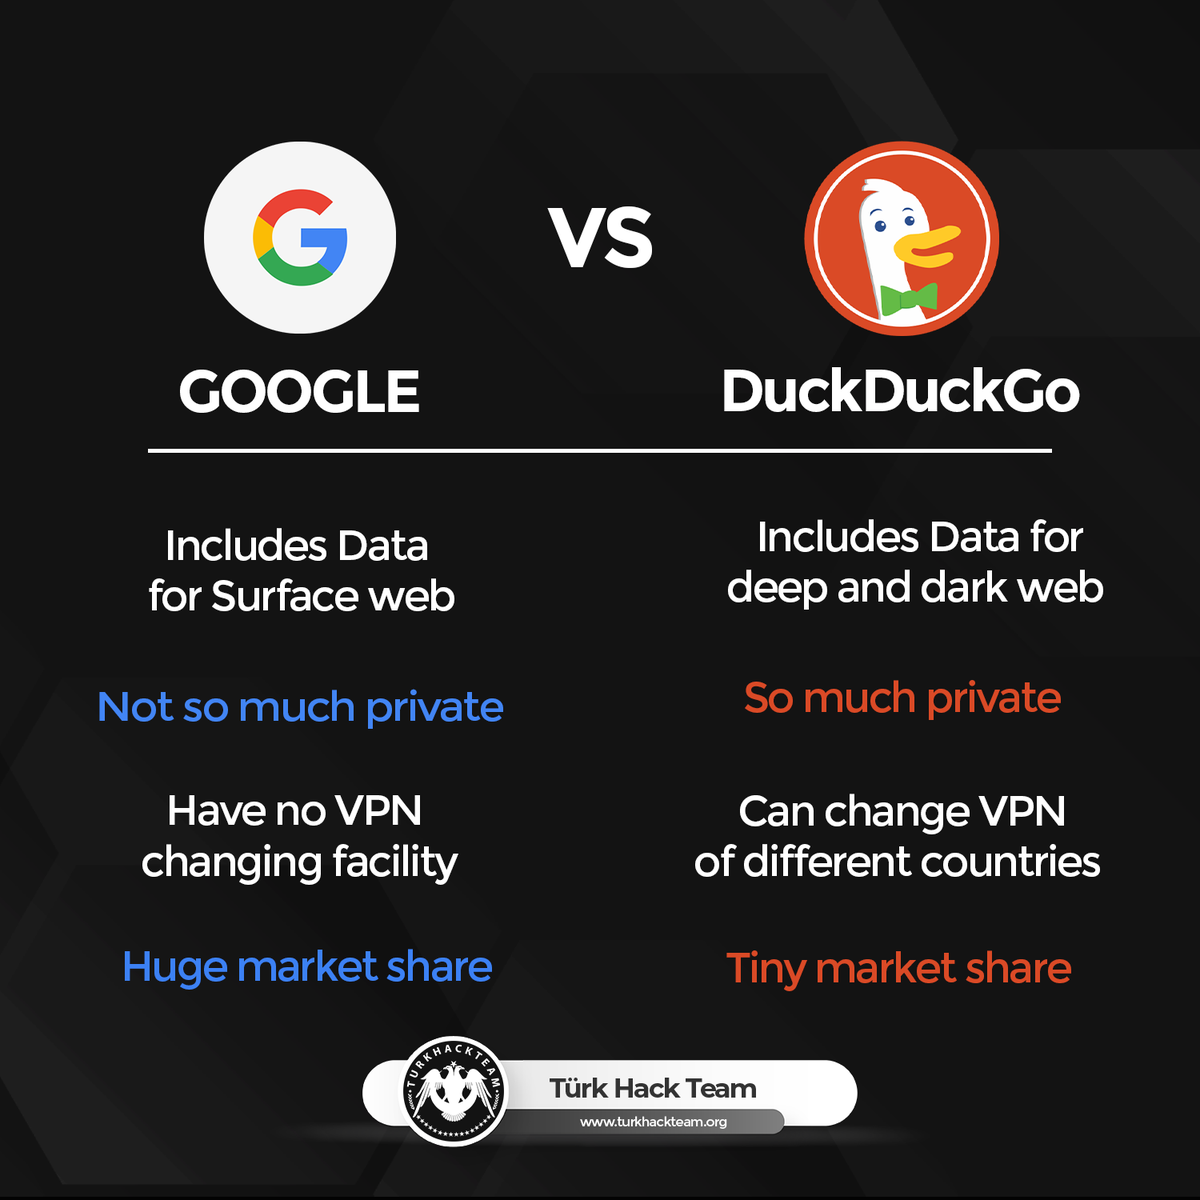 VS
GOOGLE
DuckDuckGo
Includes Data
for Surface web
Includes Data for
deep and dark web
Not so much private
So much private
Have no VPN
changing facility
Can change VPN
of different countries
Huge market share
Tiny market share
TURKHACKTEAM
Türk Hack Team
www.turkhackteam.org